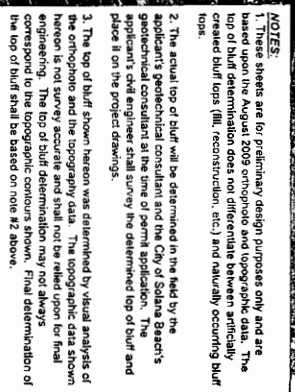 NOTES:
1. These sheets are for preliminary design purposes only and are
based upon the August 2009 orthophoto and topographic data. The
top of bluff determination does not differentiate between artificially
created bluff tops (fill, reconstruction, etc.) and naturally occurring bluff
tops.
2. The actual top of bluff will be determined in the field by the
applicant's geotechnical consultant and the City of Solana Beach's
geotechnical consultant at the time of permit application. The
applicant's civil engineer shall survey the determined top of bluff and
place it on the project drawings.
3. The top of bluff shown hereon was determined by visual analysis of
the orthophoto and the topography data. The topographic data shown
hereon is not survey accurate and shall not be relied upon for final
engineering. The top of bluff determination may not always
correspond to the topographic contours shown. Final determination of
the top of bluff shall be based on note #2 above.